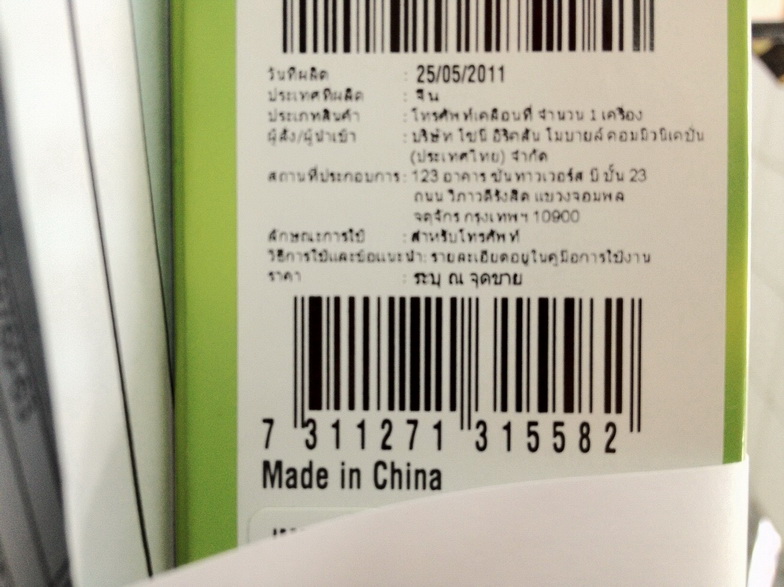 วันที่ผลิต : 25/05/2011
ประเทศที่ผลิต : จีน
ประเภทสินค้า : โทรศัพท์เคลื่อนที่ จำนวน 1 เครื่อง
ผู้สั่ง/ผู้นำเข้า : บริษัท โซนี่ อีริคสัน โมบายล์ คอมมิวนิเคชั่น
(ประเทศไทย) จำกัด
สถานที่ประกอบการ : 123 อาคาร ซันทาวเวอร์ส บี ชั้น 23
ถนน วิภาวดีรังสิต แขวงจอมพล
จตุจักร กรุงเทพฯ 10900
ลักษณะการใช้ : สำหรับโทรศัพท์
วิธีการใช้และข้อแนะนำ: รายละเอียดอยู่ในคู่มือการใช้งาน
ราคา : ระบุ ณ จุดขาย
7 311271 315582
Made in China